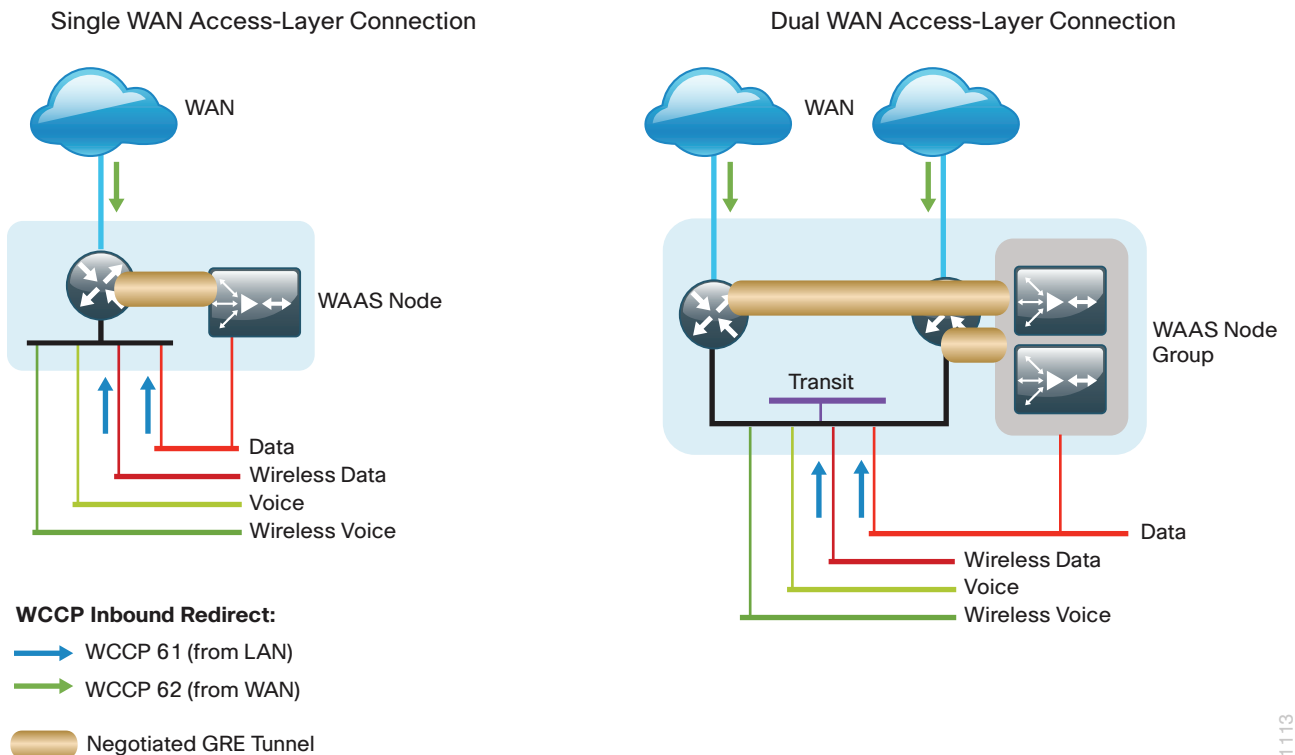 Single WAN Access-Layer Connection
WAN
WAAS Node
Data
Wireless Data
Voice
Wireless Voice
Dual WAN Access-Layer Connection
WAN
WAAS Node
Group
Transit
Data
Wireless Data
Voice
Wireless Voice
WCCP Inbound Redirect:
WCCP 61 (from LAN)
WCCP 62 (from WAN)
Negotiated GRE Tunnel
1113